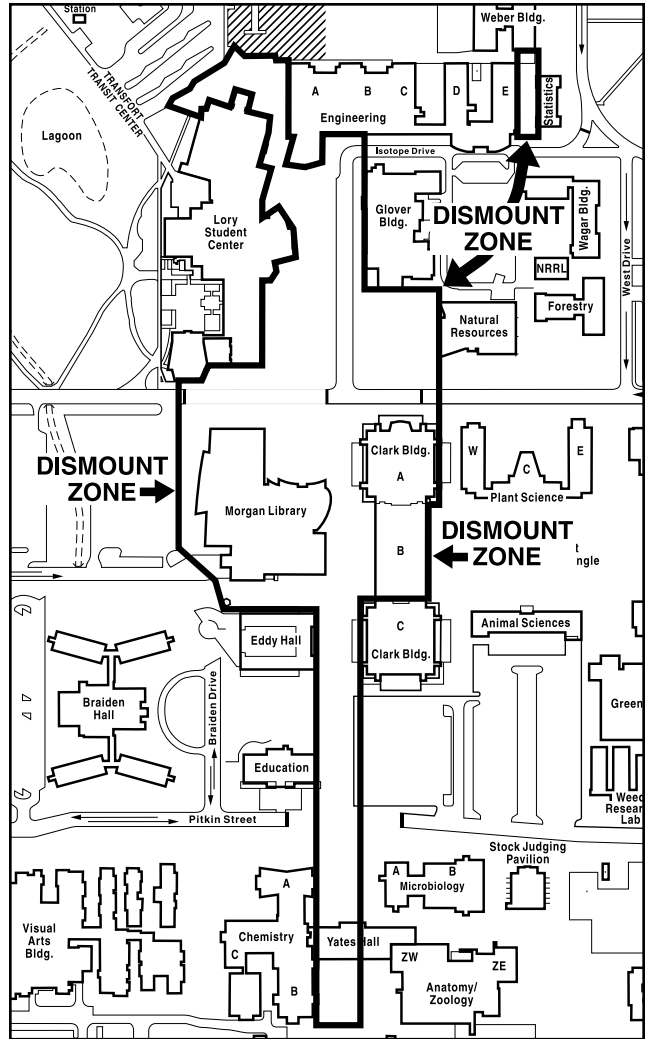 Station
Weber Bldg.
TRANSFORT
TRANSIT CENTER
A
B
C
D
E
Engineering
Statistics
Lagoon
Isotope Drive
Glover
Bldg.
DISMOUNT
ZONE
Wagar Bldg.
Lory
Student
Center
NRRL
West Drive
Forestry
Natural
Resources
Clark Bldg.
A
W
C
E
Plant Science
DISMOUNT
ZONE
Morgan Library
B
DISMOUNT
ZONE
t
ngle
C
Clark Bldg.
Eddy Hall
Animal Sciences
Braiden
Hall
Braiden Drive
Green
Education
Weed
Resear
Lab
Pitkin Street
Stock Judging
Pavilion
A
B
Microbiology
A
Chemistry
C
B
Visual
Arts
Bldg.
Yates Hall
ZW
ZE
Anatomy/
Zoology